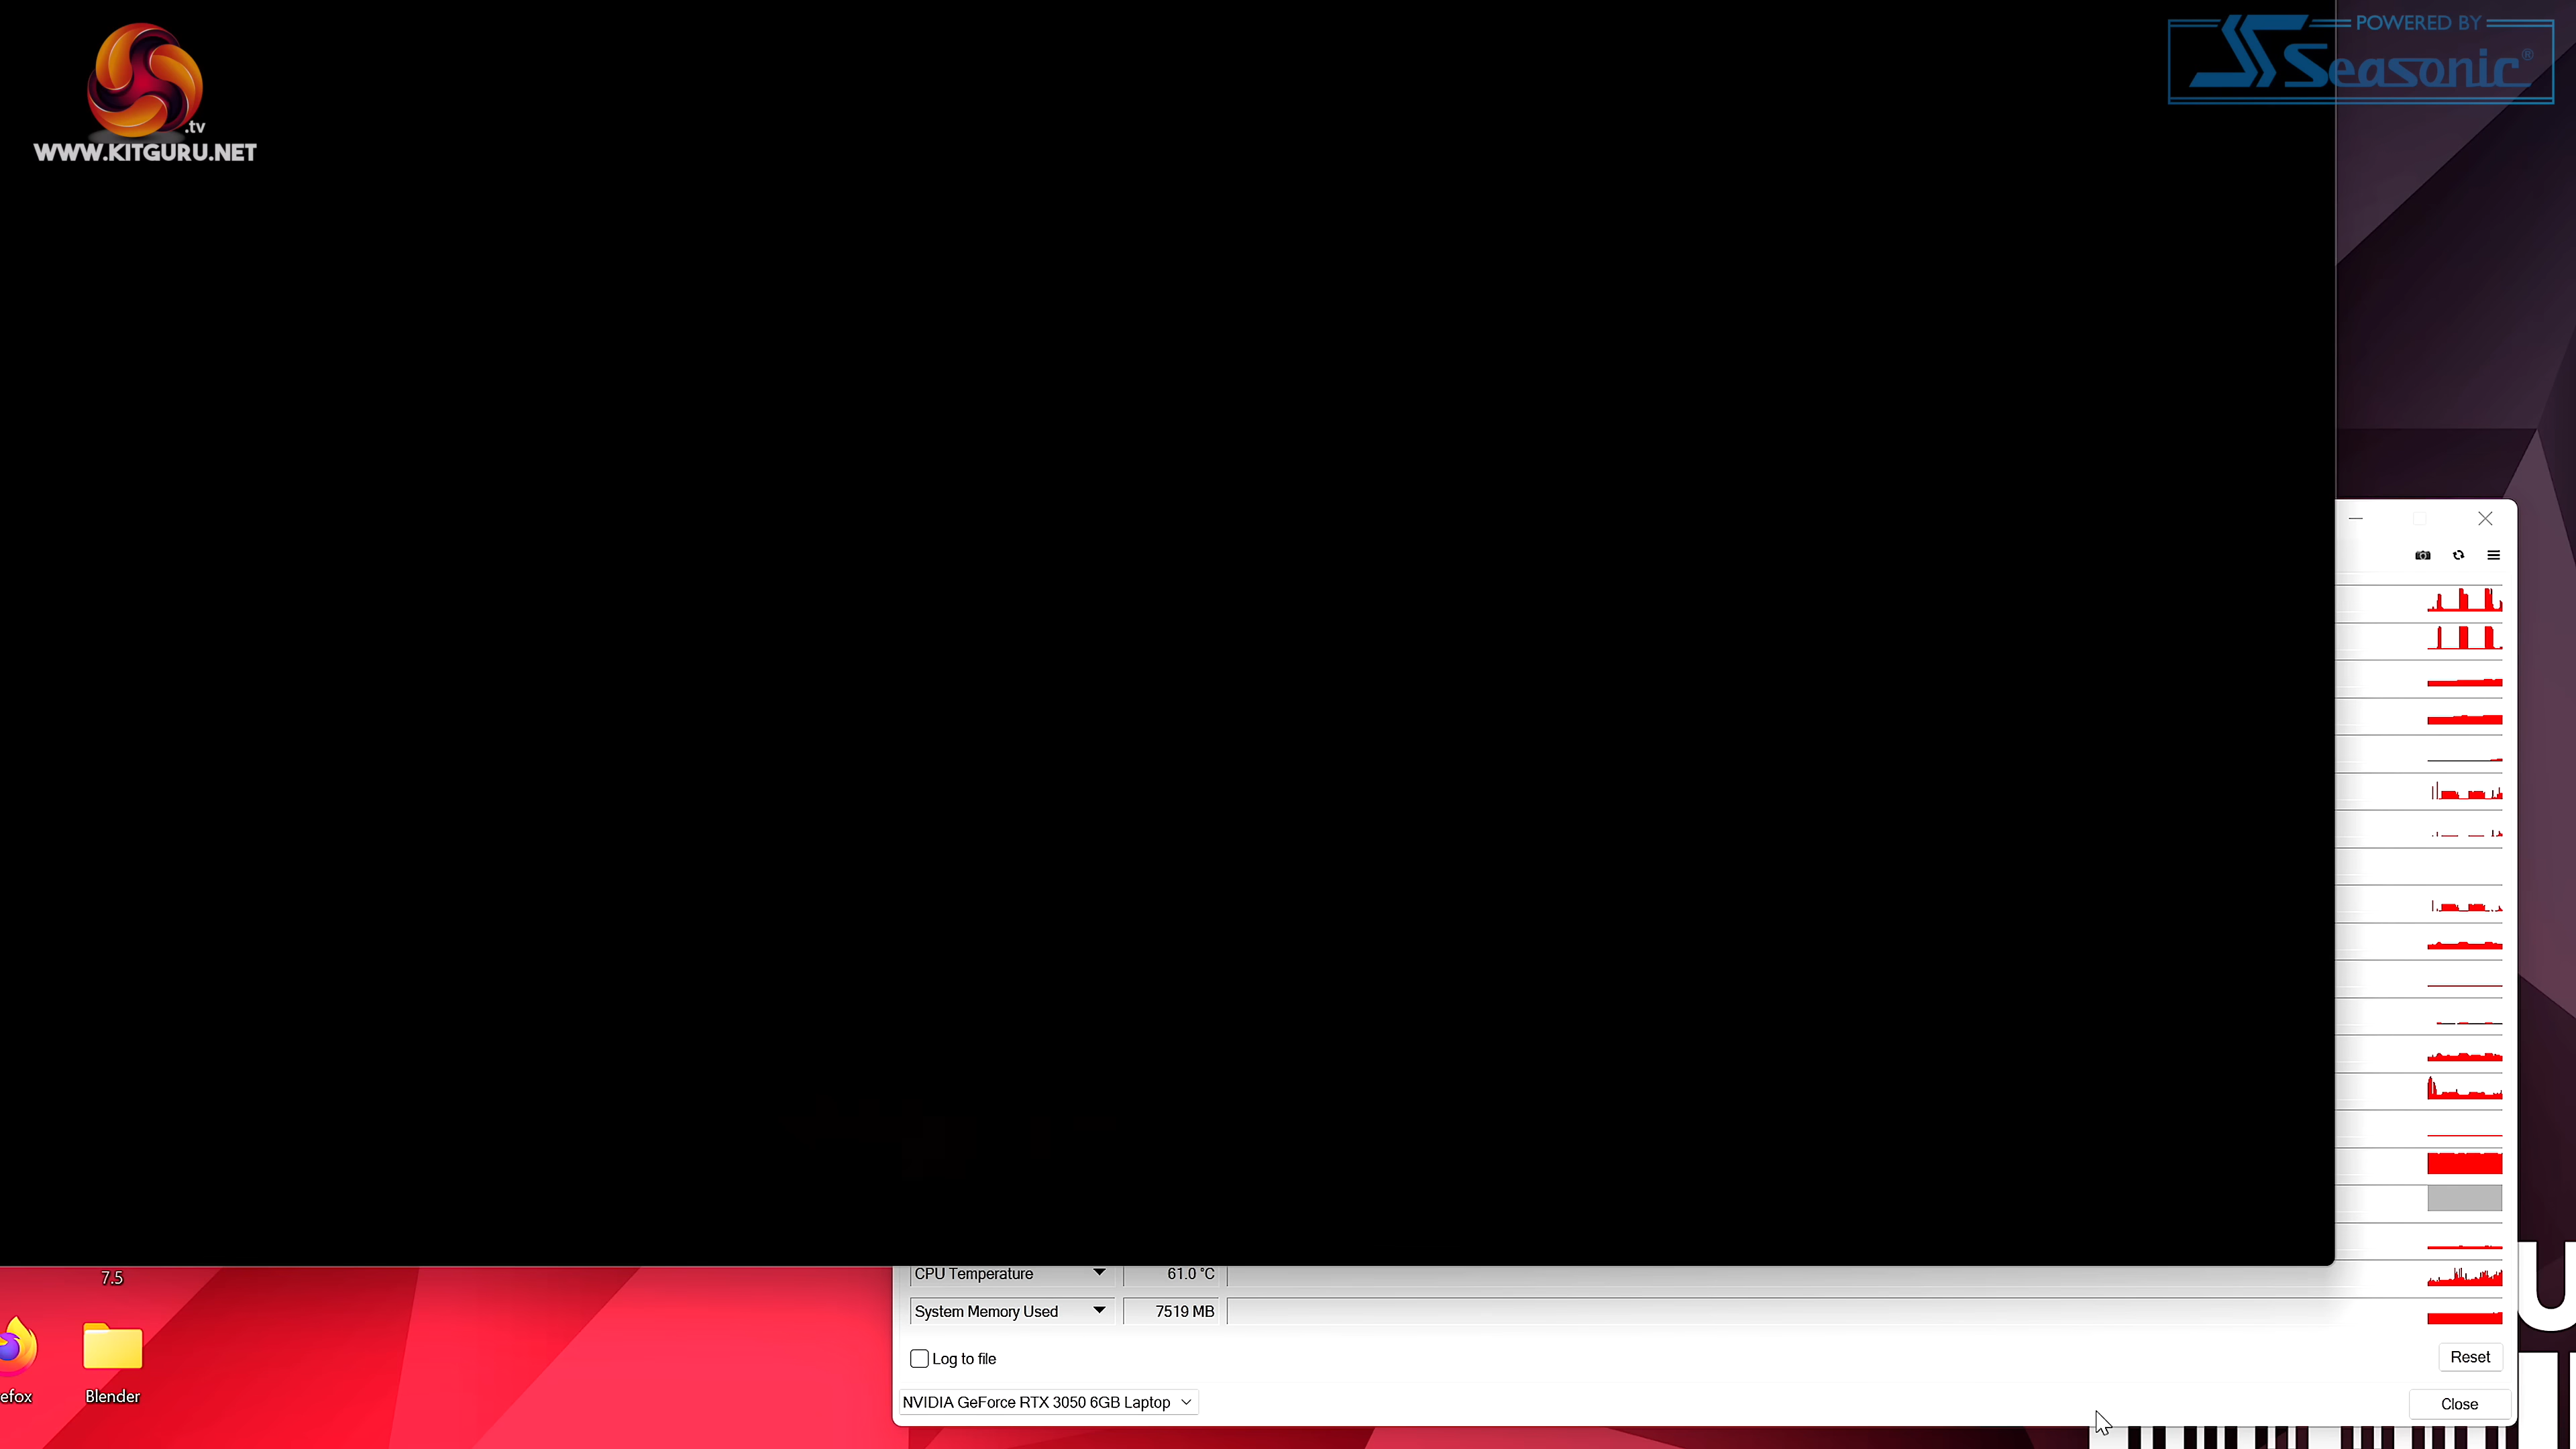 POWERED BY
Seasonic®
.tv
WWW.KITGURU.NET
7.5
CPU Temperature 61.0 °C
System Memory Used 7519 MB
Log to file
Reset
efox
Blender
NVIDIA GeForce RTX 3050 6GB Laptop
Close
U